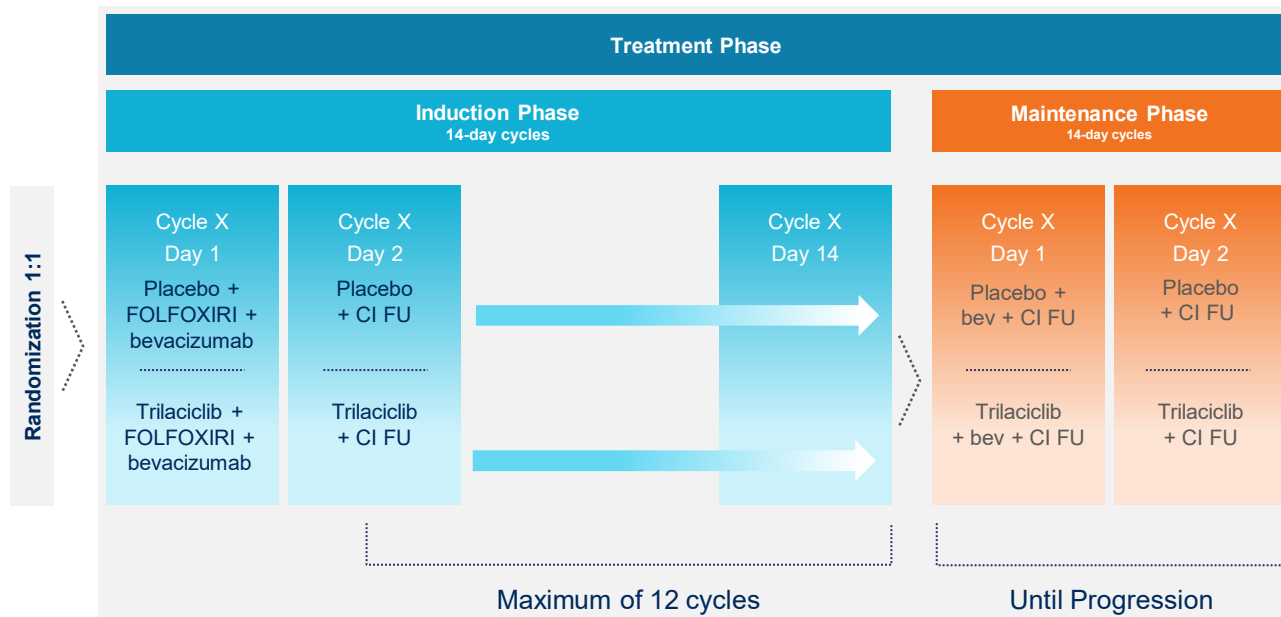 Treatment Phase
Induction Phase
14-day cycles
Maintenance Phase
14-day cycles
Randomization 1:1
Cycle X
Day 1
Placebo +
FOLFOXIRI +
bevacizumab
Trilaciclib +
FOLFOXIRI +
bevacizumab
Cycle X
Day 2
Placebo
+ CI FU
Trilaciclib
+ CI FU
Cycle X
Day 14
Cycle X
Day 1
Placebo +
bev + CI FU
Trilaciclib
+ bev + CI FU
Cycle X
Day 2
Placebo
+ CI FU
Trilaciclib
+ CI FU
Maximum of 12 cycles
Until Progression